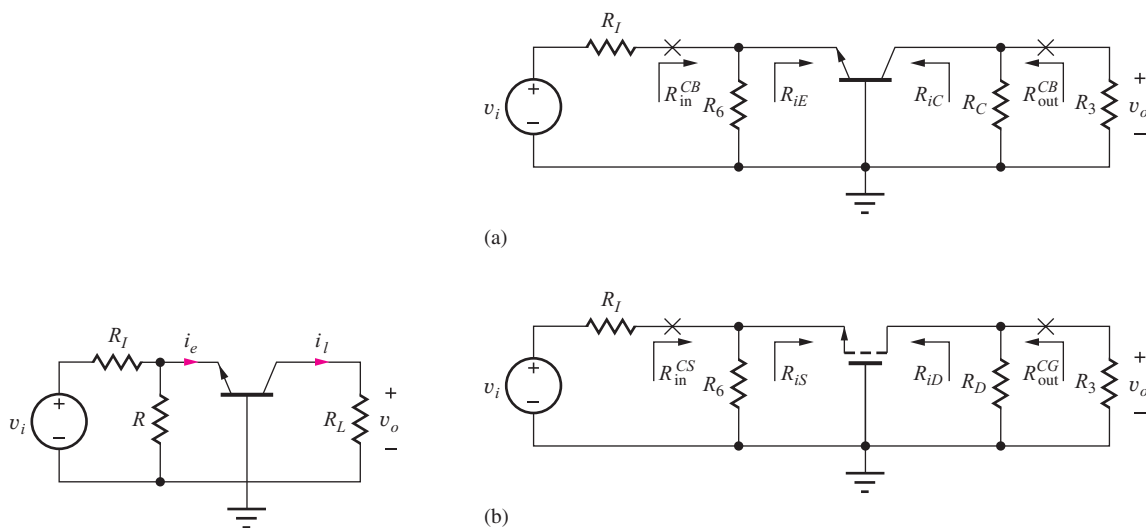 R_I
v_i
+
−
R_in^CB
R_6
R_iE
R_iC
R_C
R_out^CB
R_3
+
v_o
−
(a)
R_I
i_e
i_l
v_i
+
−
R
R_L
+
v_o
−
R_I
v_i
+
−
R_in^CS
R_6
R_iS
R_iD
R_D
R_out^CG
R_3
+
v_o
−
(b)